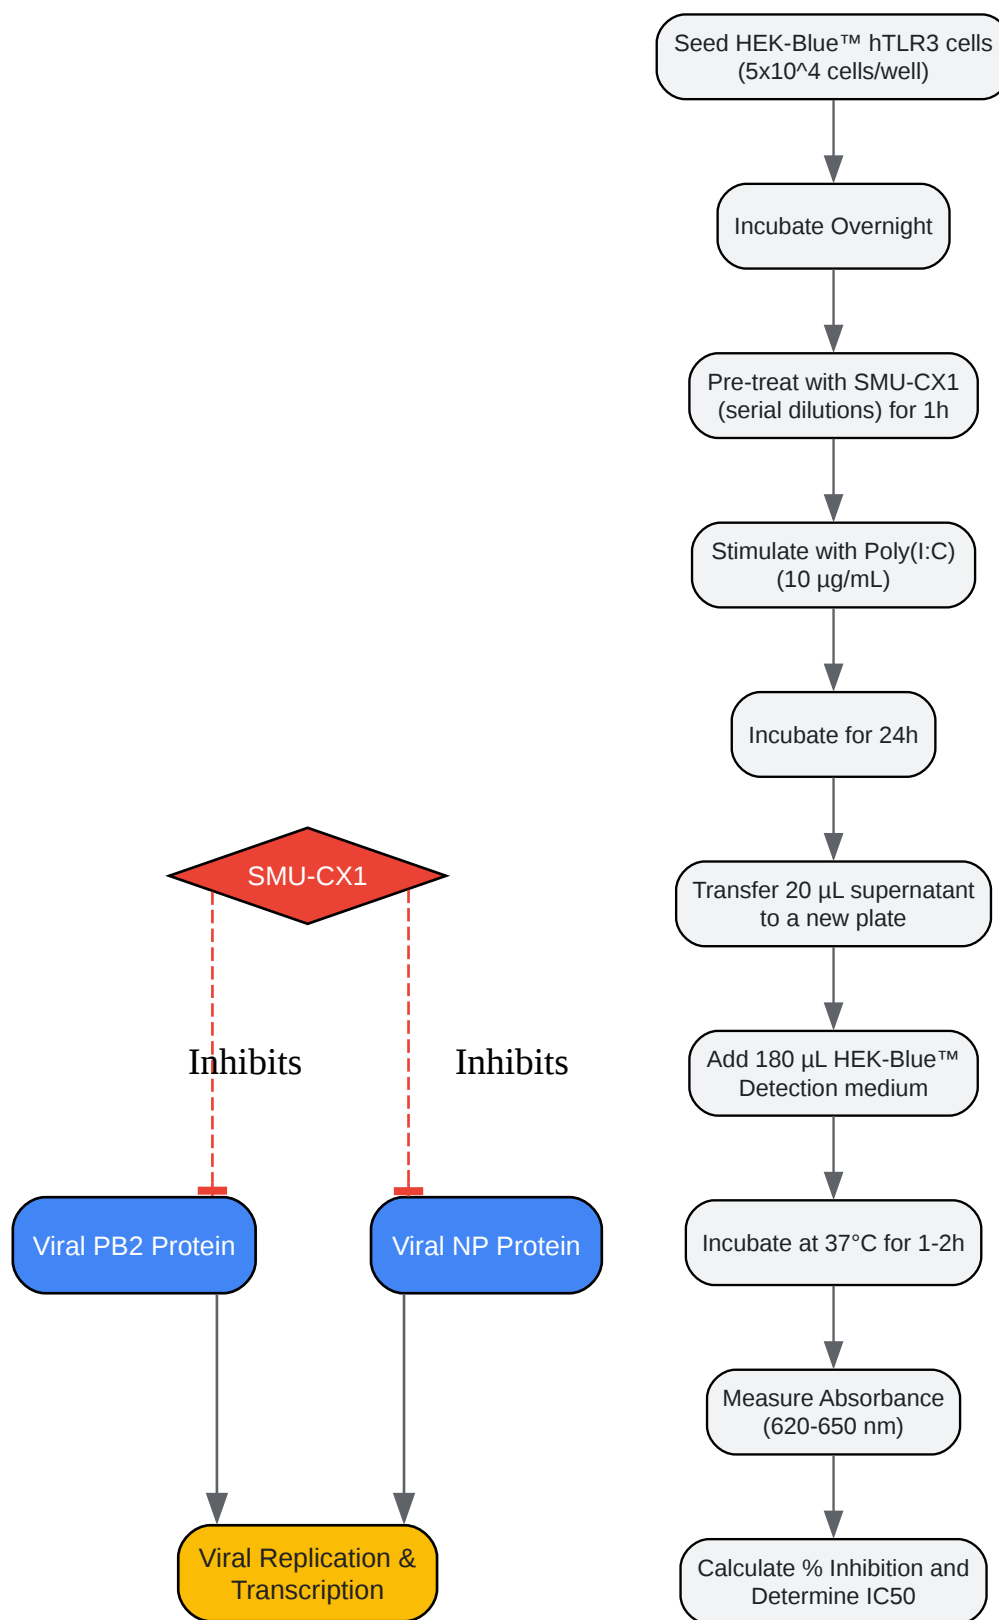 Seed HEK-Blue™ hTLR3 cells
(5x10^4 cells/well)
Incubate Overnight
Pre-treat with SMU-CX1
(serial dilutions) for 1h
Stimulate with Poly(I:C)
(10 µg/mL)
Incubate for 24h
Transfer 20 µL supernatant
to a new plate
Add 180 µL HEK-Blue™
Detection medium
Incubate at 37°C for 1-2h
Measure Absorbance
(620-650 nm)
Calculate % Inhibition and
Determine IC50
SMU-CX1
Inhibits
Inhibits
Viral PB2 Protein
Viral NP Protein
Viral Replication &
Transcription